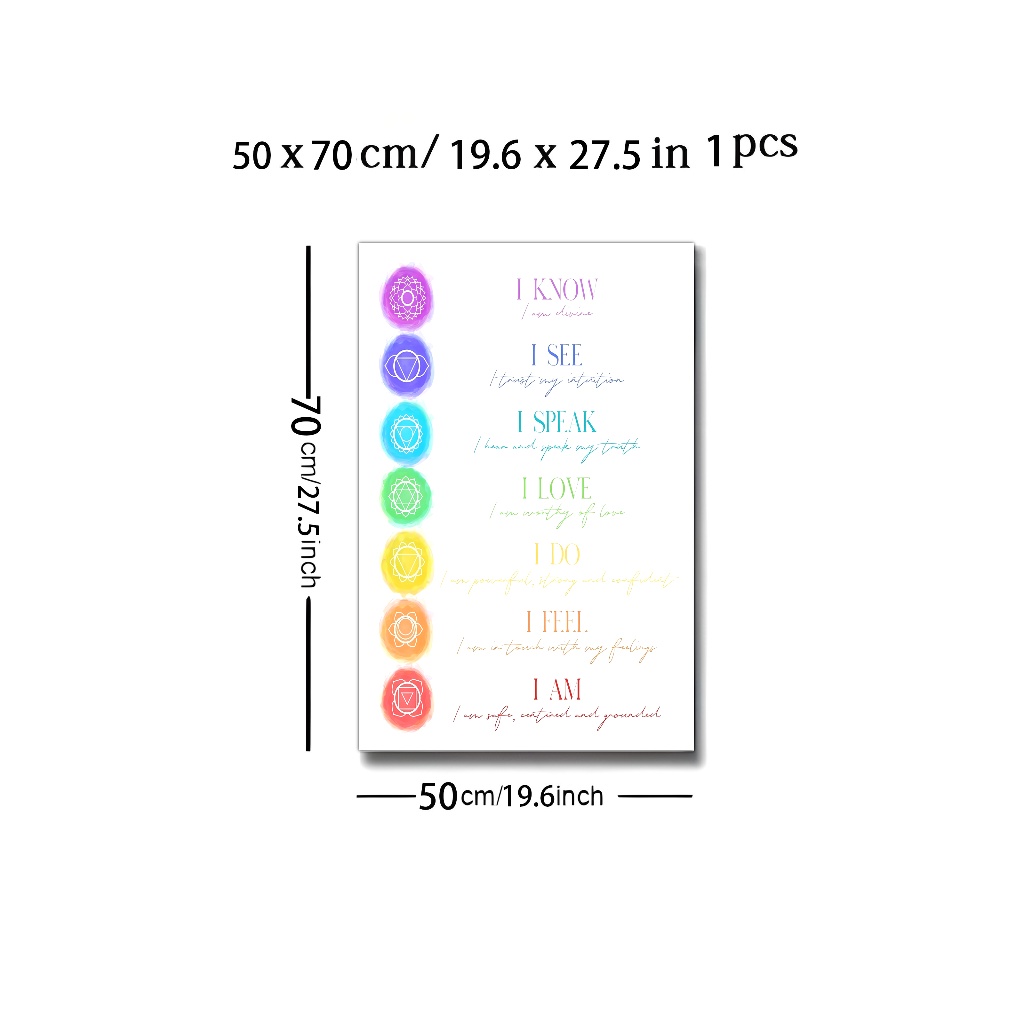 50 x 70 cm/ 19.6 x 27.5 in 1 pcs
I KNOW
I am divine
I SEE
I trust my intuition
I SPEAK
I hear and speak my truth
I LOVE
I am worthy of love
I DO
I am powerful, strong and confident
I FEEL
I am in touch with my feelings
I AM
I am safe, centered and grounded
70 cm/27.5 inch
50 cm/19.6 inch